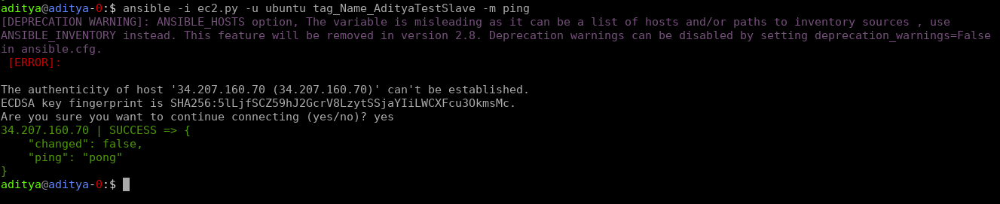 aditya@aditya-0:$ ansible -i ec2.py -u ubuntu tag_Name_AdityaTestSlave -m ping
[DEPRECATION WARNING]: ANSIBLE_HOSTS option, The variable is misleading as it can be a list of hosts and/or paths to inventory sources , use
ANSIBLE_INVENTORY instead. This feature will be removed in version 2.8. Deprecation warnings can be disabled by setting deprecation_warnings=False
in ansible.cfg.
[ERROR]:
The authenticity of host '34.207.160.70 (34.207.160.70)' can't be established.
ECDSA key fingerprint is SHA256:5lLjfSCZ59hJ2GcrV8LzytSSjaYIiLWCXFcu3OkmsMc.
Are you sure you want to continue connecting (yes/no)? yes
34.207.160.70 | SUCCESS => {
    "changed": false,
    "ping": "pong"
}
aditya@aditya-0:$